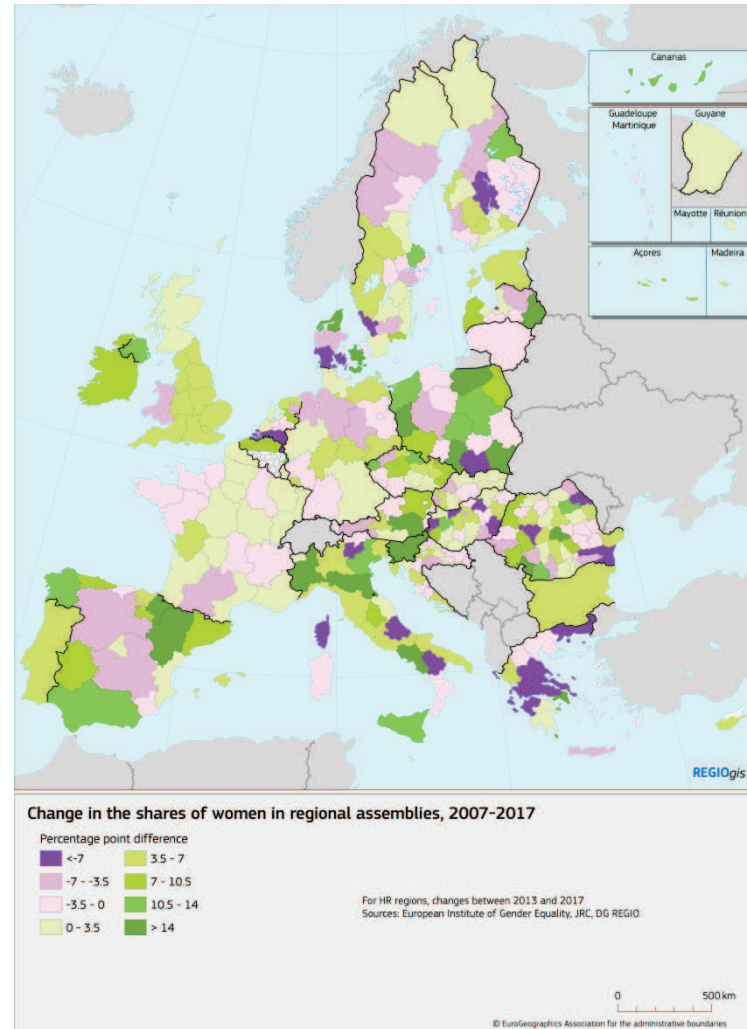 Canarias
Guadeloupe
Martinique
Guyane
Mayotte
Réunion
Açores
Madeira
REGIOgis
Change in the shares of women in regional assemblies, 2007-2017
Percentage point difference
<-7
-7 - -3.5
-3.5 - 0
0 - 3.5
3.5 - 7
7 - 10.5
10.5 - 14
> 14
For HR regions, changes between 2013 and 2017
Sources: European Institute of Gender Equality, JRC, DG REGIO
0 500 km
© EuroGeographics Association for the administrative boundaries